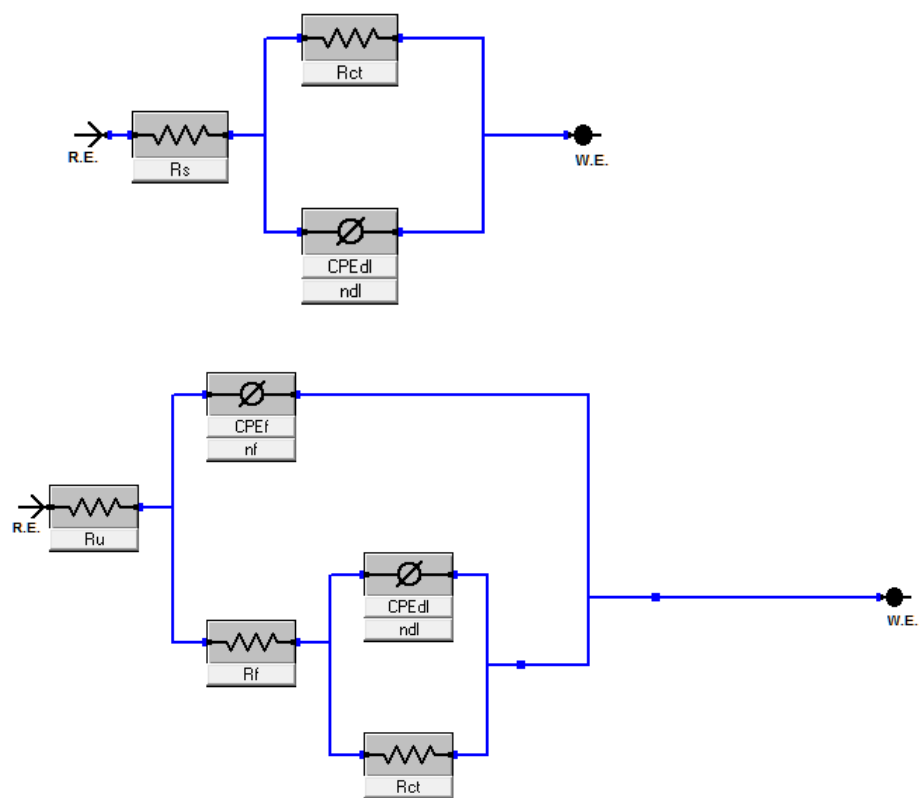 Rct
R.E.
Rs
W.E.
CPEdl
ndl
CPEf
nf
R.E.
Ru
CPEdl
ndl
W.E.
Rf
Rct